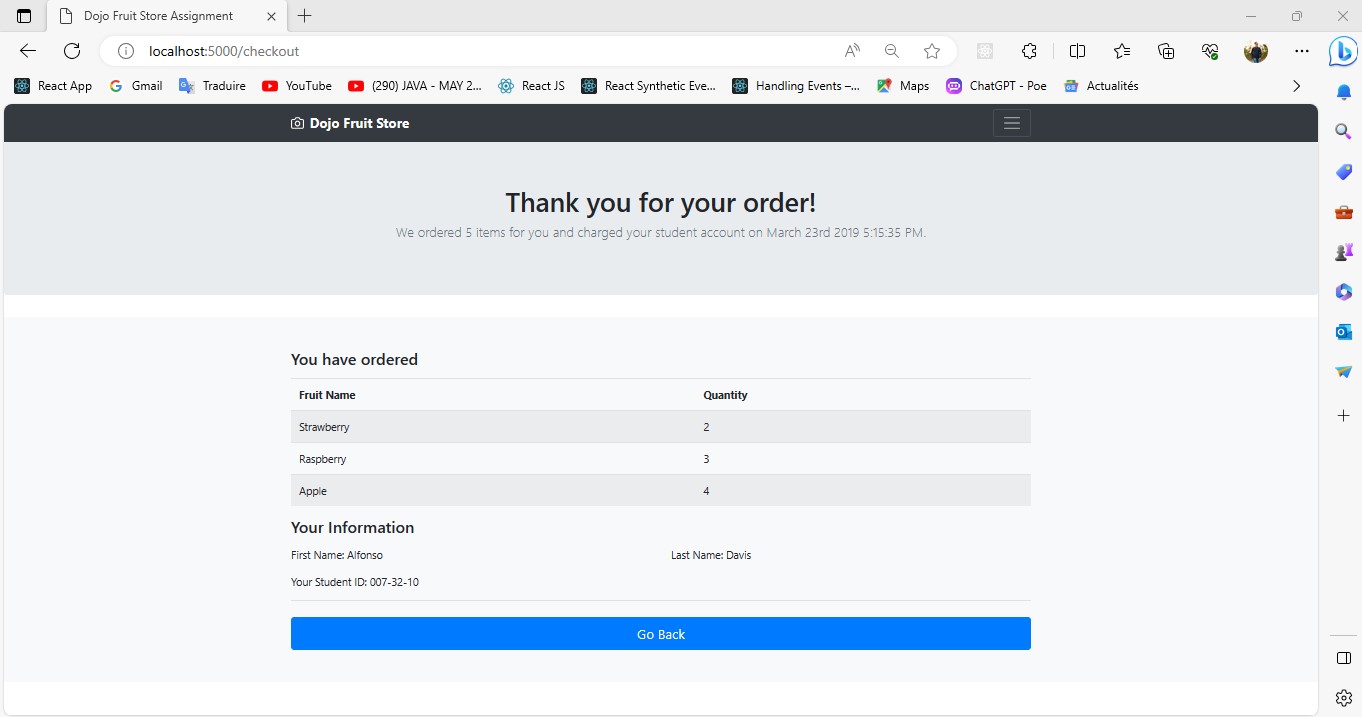 Dojo Fruit Store Assignment
localhost:5000/checkout
React App Gmail Traduire YouTube (290) JAVA - MAY 2... React JS React Synthetic Eve... Handling Events –... Maps ChatGPT - Poe Actualités
Dojo Fruit Store
Thank you for your order!
We ordered 5 items for you and charged your student account on March 23rd 2019 5:15:35 PM.
You have ordered
Fruit Name Quantity
Strawberry 2
Raspberry 3
Apple 4
Your Information
First Name: Alfonso Last Name: Davis
Your Student ID: 007-32-10
Go Back